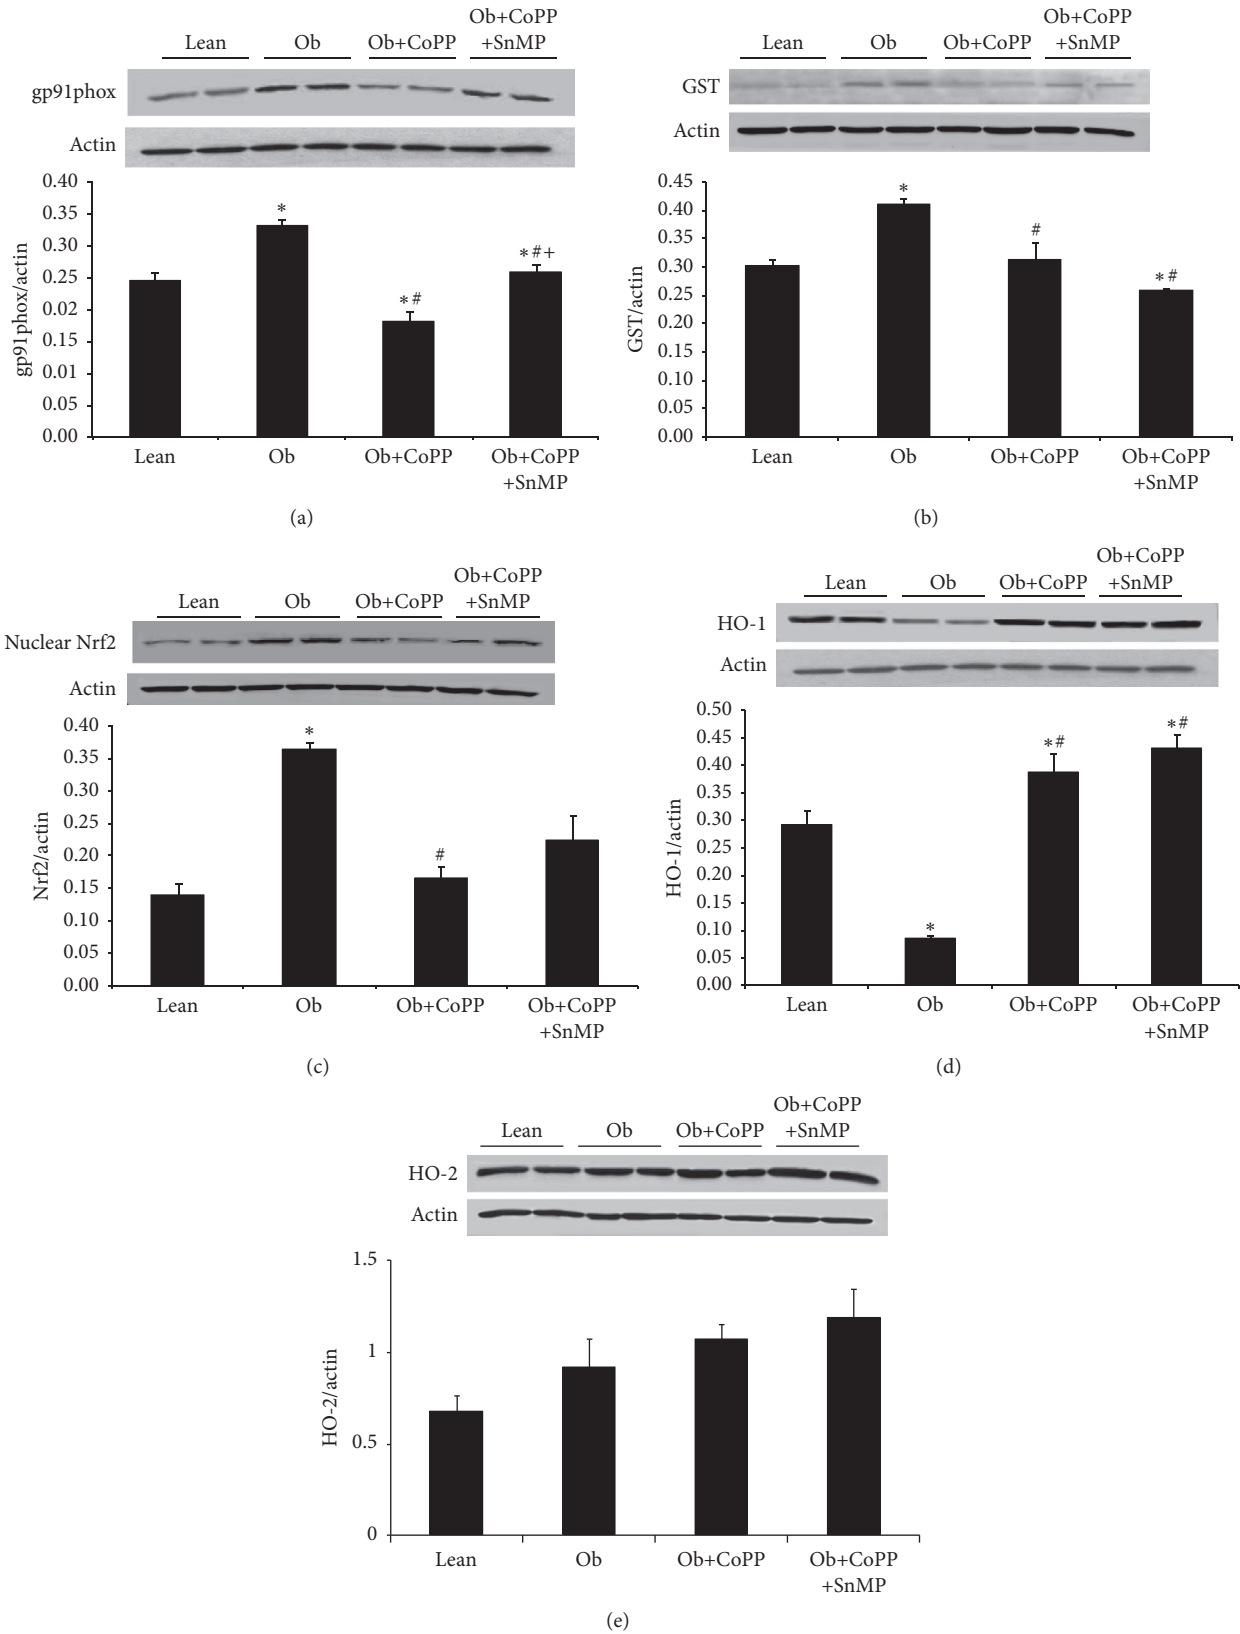 Ob+CoPP
Lean Ob Ob+CoPP +SnMP
gp91phox
Actin
0.40
0.35
0.30
0.25
0.02
0.15
0.01
0.05
0.00
gp91phox/actin
*
*#
*#+
Lean Ob Ob+CoPP Ob+CoPP
+SnMP
(a)
Ob+CoPP
Lean Ob Ob+CoPP +SnMP
GST
Actin
0.45
0.40
0.35
0.30
0.25
0.20
0.15
0.10
0.05
0.00
GST/actin
*
#
*#
Lean Ob Ob+CoPP Ob+CoPP
+SnMP
(b)
Ob+CoPP
Lean Ob Ob+CoPP +SnMP
Nuclear Nrf2
Actin
0.40
0.35
0.30
0.25
0.20
0.15
0.10
0.05
0.00
Nrf2/actin
*
#
Lean Ob Ob+CoPP Ob+CoPP
+SnMP
(c)
Ob+CoPP
Lean Ob Ob+CoPP +SnMP
HO-1
Actin
0.50
0.45
0.40
0.35
0.30
0.25
0.20
0.15
0.10
0.05
0.00
HO-1/actin
*
*#
*#
Lean Ob Ob+CoPP Ob+CoPP
+SnMP
(d)
Ob+CoPP
Lean Ob Ob+CoPP +SnMP
HO-2
Actin
1.5
1
0.5
0
HO-2/actin
Lean Ob Ob+CoPP Ob+CoPP
+SnMP
(e)